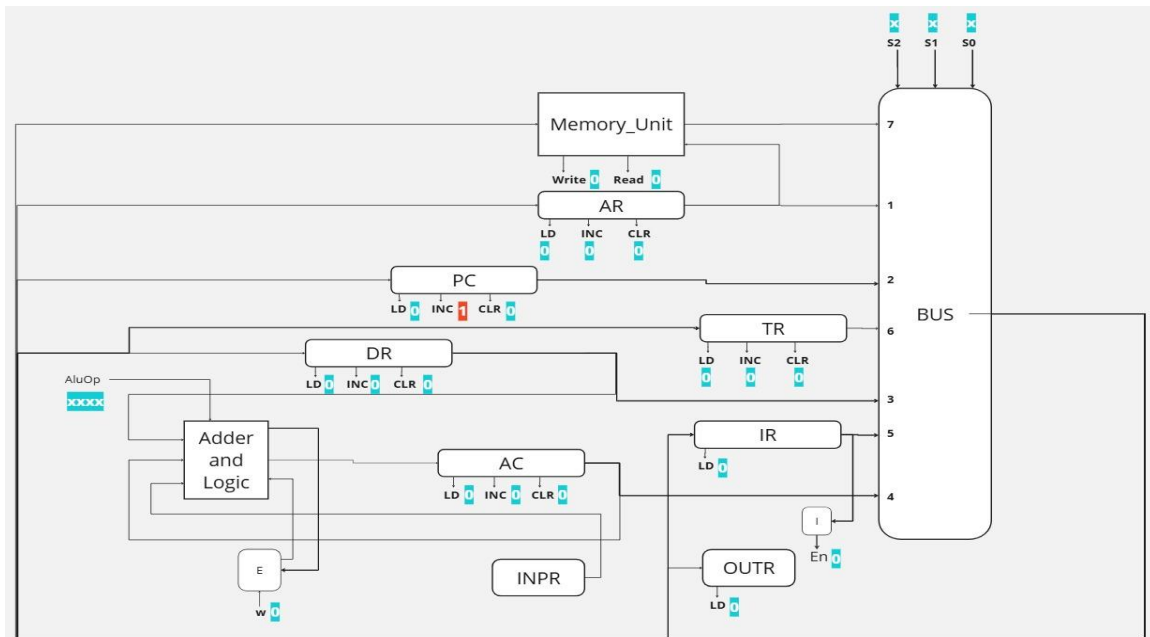 x x x
S2 S1 S0
Memory_Unit
7
Write 0 Read 0
AR
1
LD INC CLR
0 0 0
PC
2
LD 0 INC 1 CLR 0
TR
6
BUS
DR
LD INC CLR
0 0 0
LD 0 INC 0 CLR 0
AluOp
xxxx
3
Adder
and
Logic
IR
5
AC
LD 0
LD 0 INC 0 CLR 0
4
I
En 0
E
INPR
OUTR
w 0
LD 0